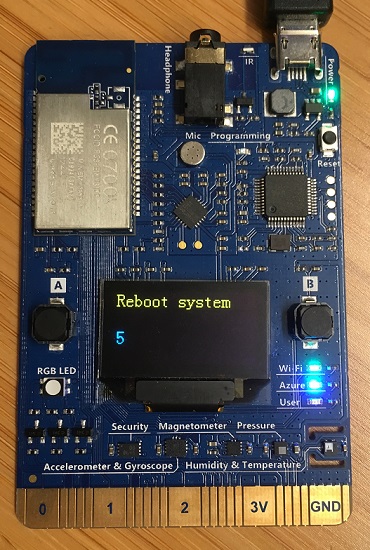 Headphone
IR
Power
Mic
Programming
Reset
A
B
Reboot system
5
RGB LED
Wi-Fi
Azure
User
Security
Magnetometer
Pressure
Accelerometer & Gyroscope
Humidity & Temperature
0
1
2
3V
GND